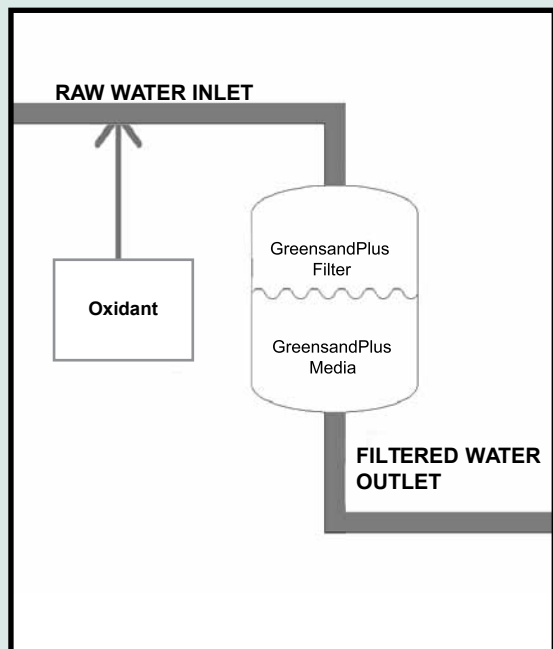 RAW WATER INLET
GreensandPlus
Filter
Oxidant
GreensandPlus
Media
FILTERED WATER
OUTLET